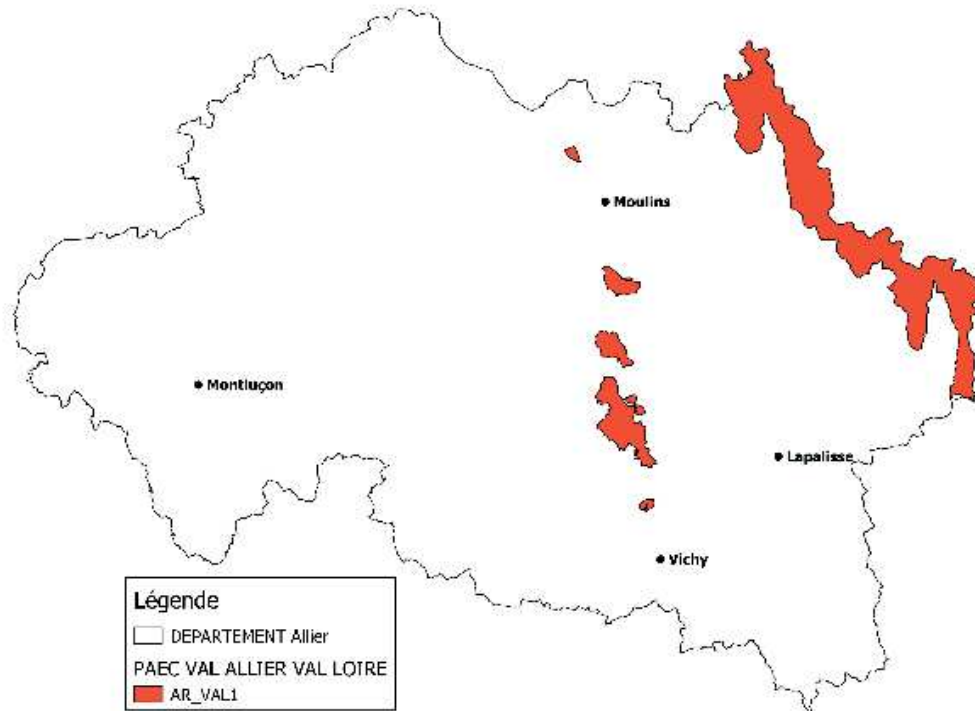 Moulins
Montluçon
Lapalisse
Vichy
Légende
DEPARTEMENT Allier
PAEC VAL ALLIER VAL LOIRE
AR_VAL1